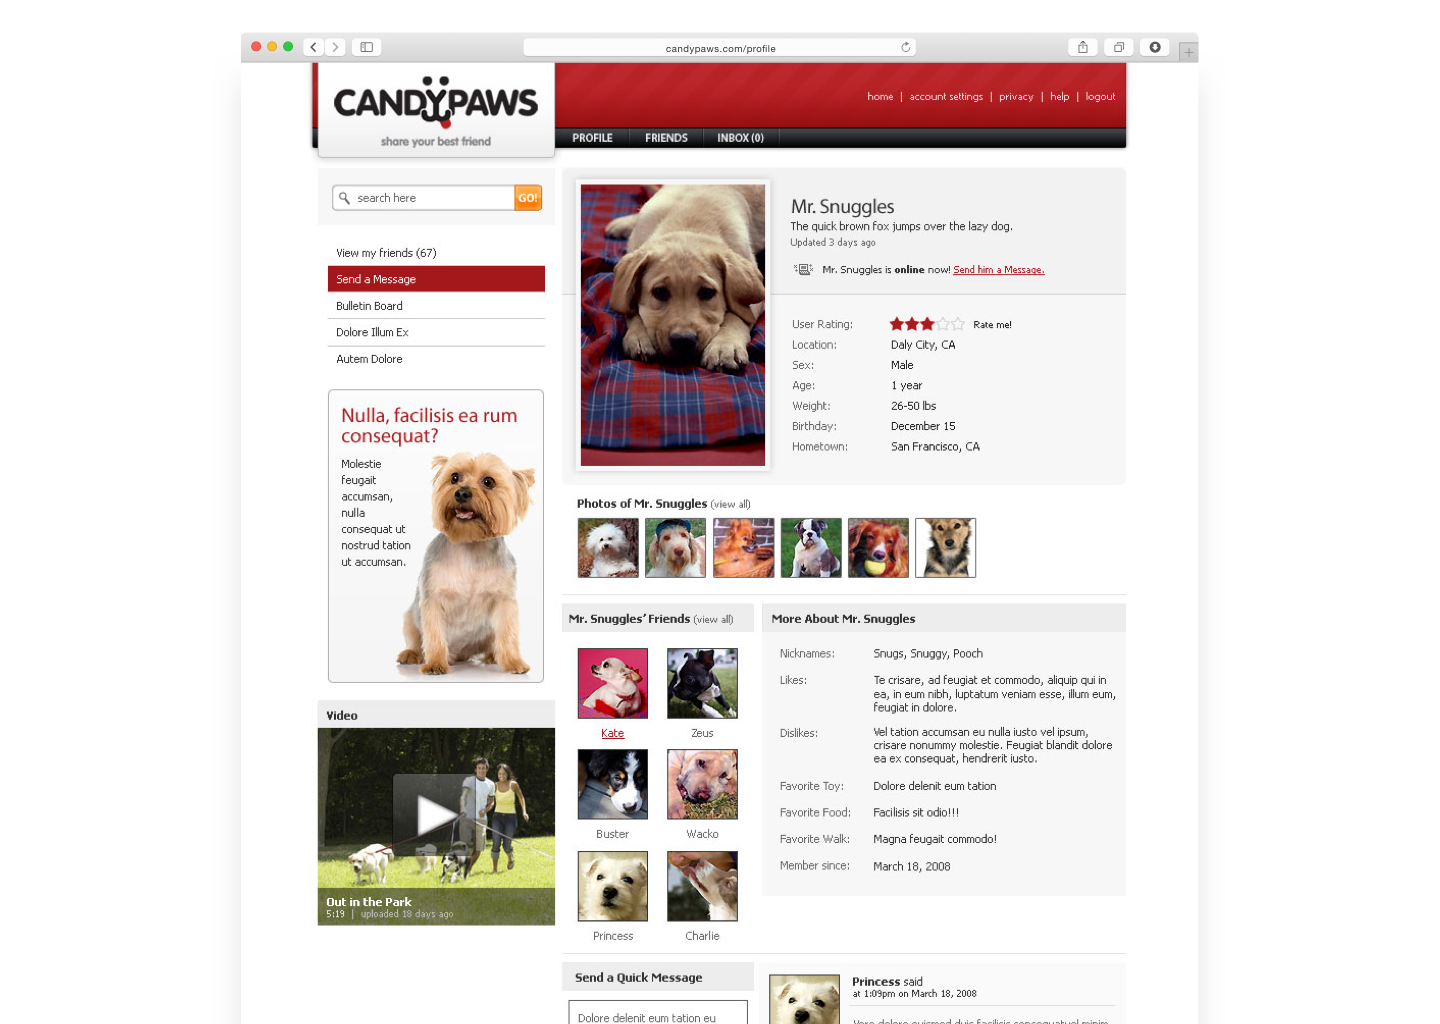 candypaws.com/profile
CANDYPAWS
share your best friend
home | account settings | privacy | help | logout
PROFILE
FRIENDS
INBOX (0)
search here
GO!
View my friends (67)
Send a Message
Bulletin Board
Dolore Illum Ex
Autem Dolore
Nulla, facilisis ea rum
consequat?
Molestie
feugait
accumsan,
nulla
consequat ut
nostrud tation
ut accumsan.
Video
Out in the Park
5:19 | uploaded 18 days ago
Mr. Snuggles
The quick brown fox jumps over the lazy dog.
Updated 3 days ago
Mr. Snuggles is online now! Send him a Message.
User Rating: Rate me!
Location: Daly City, CA
Sex: Male
Age: 1 year
Weight: 26-50 lbs
Birthday: December 15
Hometown: San Francisco, CA
Photos of Mr. Snuggles (view all)
Mr. Snuggles' Friends (view all)
Kate
Zeus
Buster
Wacko
Princess
Charlie
More About Mr. Snuggles
Nicknames: Snugs, Snuggy, Pooch
Likes: Te crisare, ad feugiat et commodo, aliquip qui in
ea, in eum nibh, luptatum veniam esse, illum eum,
feugiat in dolore.
Dislikes: Vel tation accumsan eu nulla iusto vel ipsum,
crisare nonummy molestie. Feugiat blandit dolore
ea ex consequat, hendrerit iusto.
Favorite Toy: Dolore delenit eum tation
Favorite Food: Facilisis sit odio!!!
Favorite Walk: Magna feugait commodo!
Member since: March 18, 2008
Send a Quick Message
Dolore delenit eum tation eu
Princess said
at 1:09pm on March 18, 2008